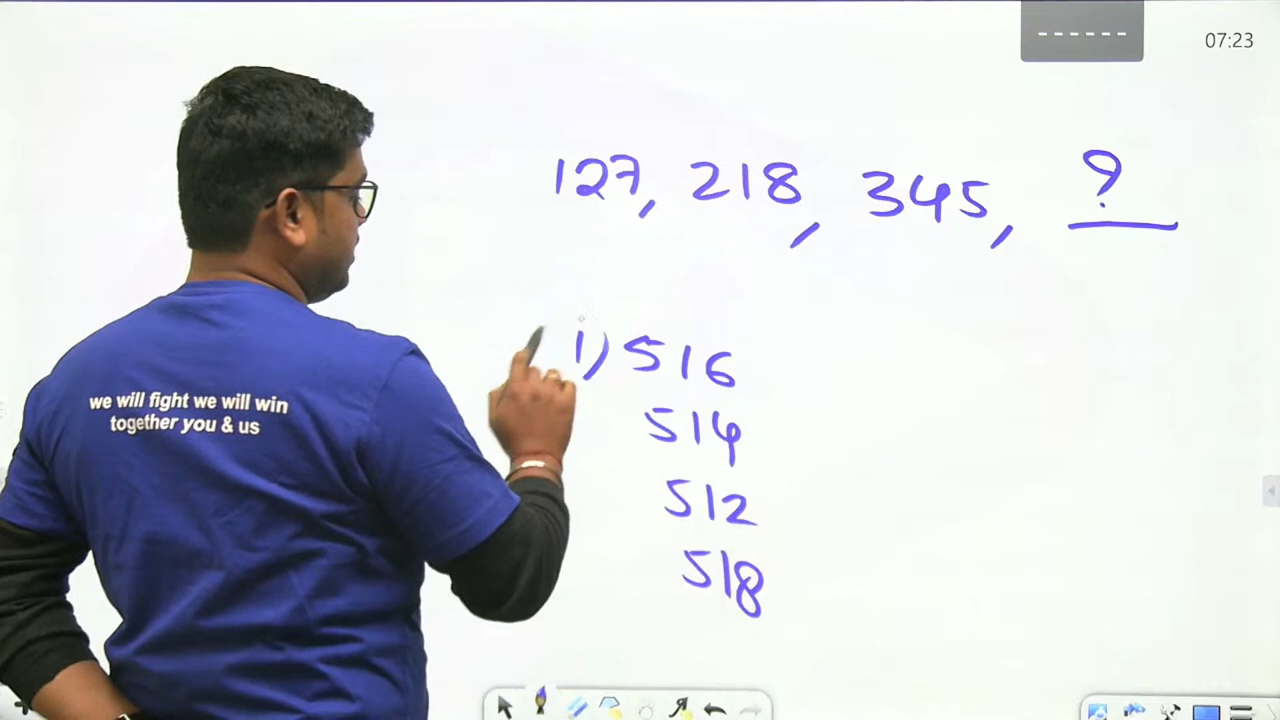 ------
07:23
127, 218, 345, ?
1) 516
514
512
518
we will fight we will win
together you & us